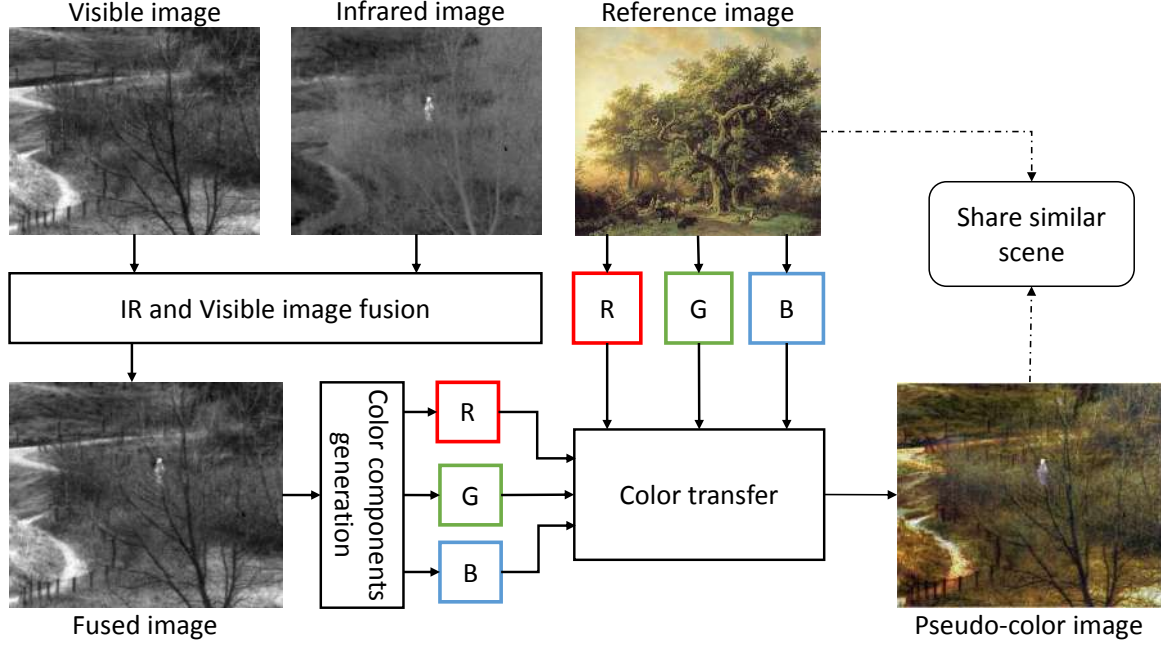 Visible image
Infrared image
Reference image
Share similar
scene
IR and Visible image fusion
R
G
B
Color components
generation
R
G
B
Color transfer
Fused image
Pseudo-color image